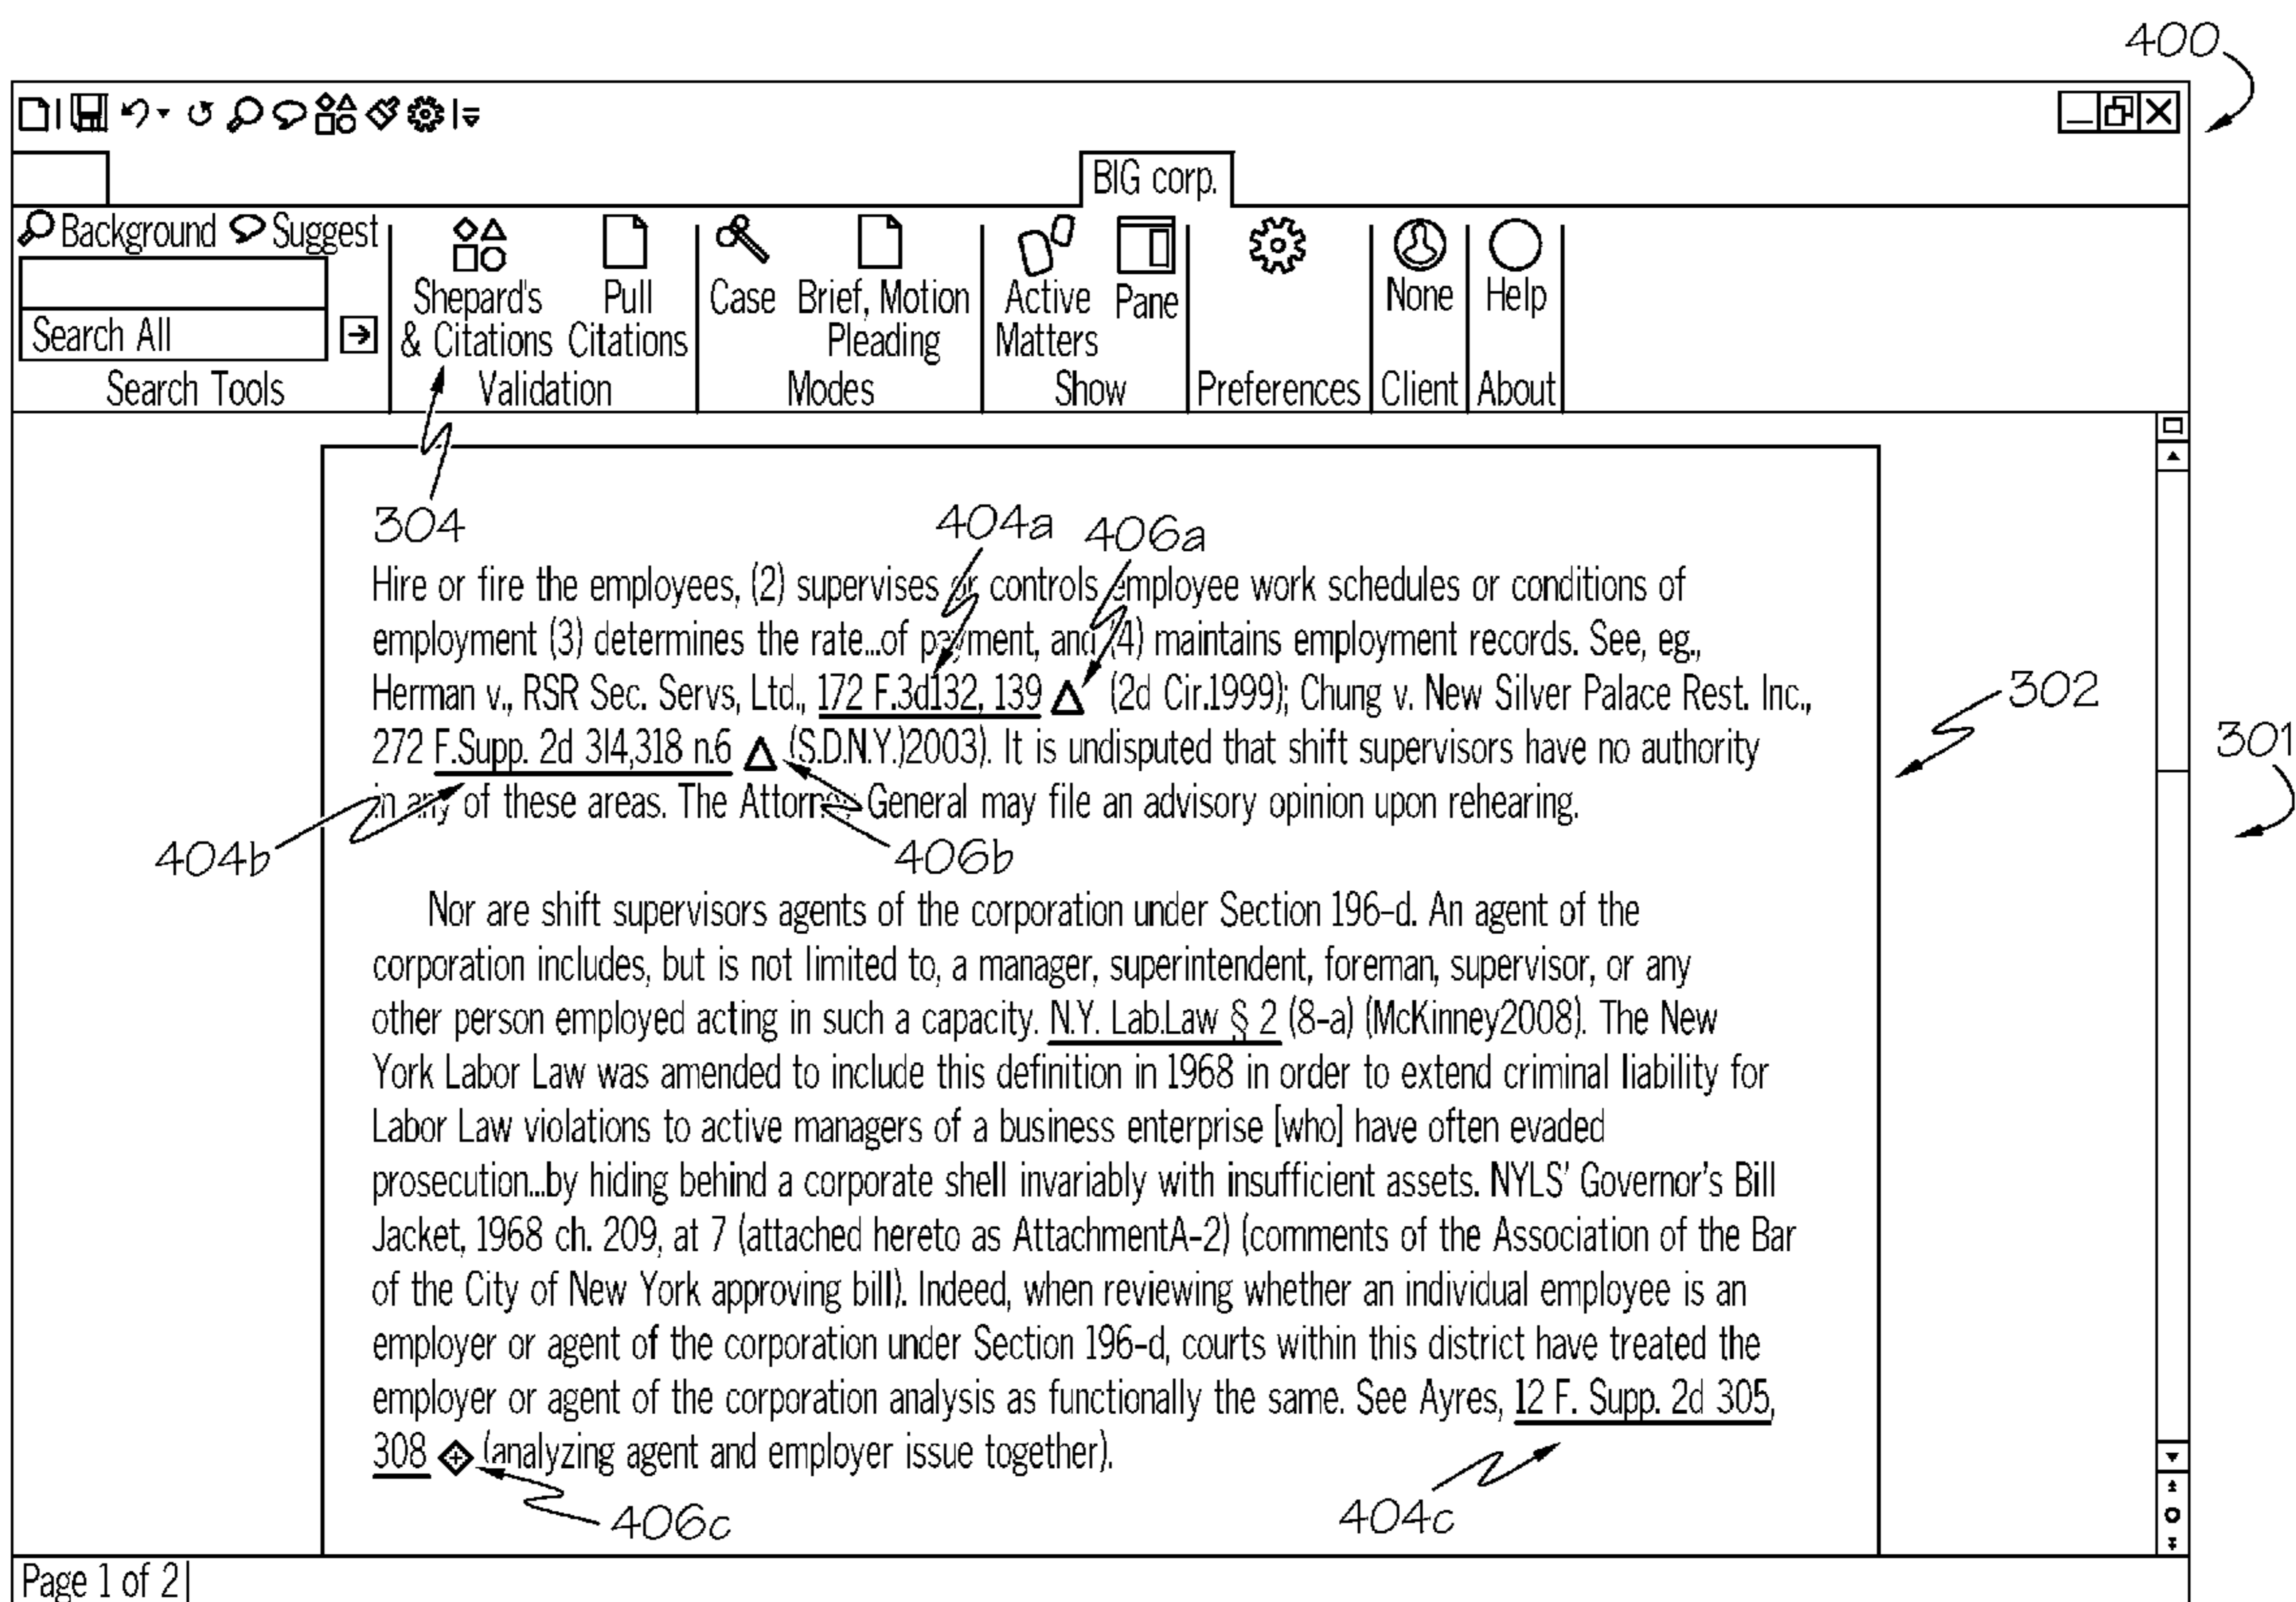 400
BIG corp.
Background Suggest
Search All
Search Tools
Shepard's & Citations
Pull Citations
Validation
Case
Brief, Motion Pleading
Modes
Active Matters
Pane
Show
Preferences
None
Client
Help
About
304
404a
406a
Hire or fire the employees, (2) supervises or controls employee work schedules or conditions of
employment (3) determines the rate...of payment, and (4) maintains employment records. See, eg.,
Herman v., RSR Sec. Servs, Ltd., 172 F.3d132, 139 (2d Cir.1999); Chung v. New Silver Palace Rest. Inc.,
272 F.Supp. 2d 314,318 n.6 (S.D.N.Y.)2003). It is undisputed that shift supervisors have no authority
in any of these areas. The Attorney General may file an advisory opinion upon rehearing.
302
301
404b
406b
Nor are shift supervisors agents of the corporation under Section 196-d. An agent of the
corporation includes, but is not limited to, a manager, superintendent, foreman, supervisor, or any
other person employed acting in such a capacity. N.Y. Lab.Law § 2 (8-a) (McKinney2008). The New
York Labor Law was amended to include this definition in 1968 in order to extend criminal liability for
Labor Law violations to active managers of a business enterprise [who] have often evaded
prosecution...by hiding behind a corporate shell invariably with insufficient assets. NYLS' Governor's Bill
Jacket, 1968 ch. 209, at 7 (attached hereto as AttachmentA-2) (comments of the Association of the Bar
of the City of New York approving bill). Indeed, when reviewing whether an individual employee is an
employer or agent of the corporation under Section 196-d, courts within this district have treated the
employer or agent of the corporation analysis as functionally the same. See Ayres, 12 F. Supp. 2d 305,
308 (analyzing agent and employer issue together).
406c
404c
Page 1 of 2